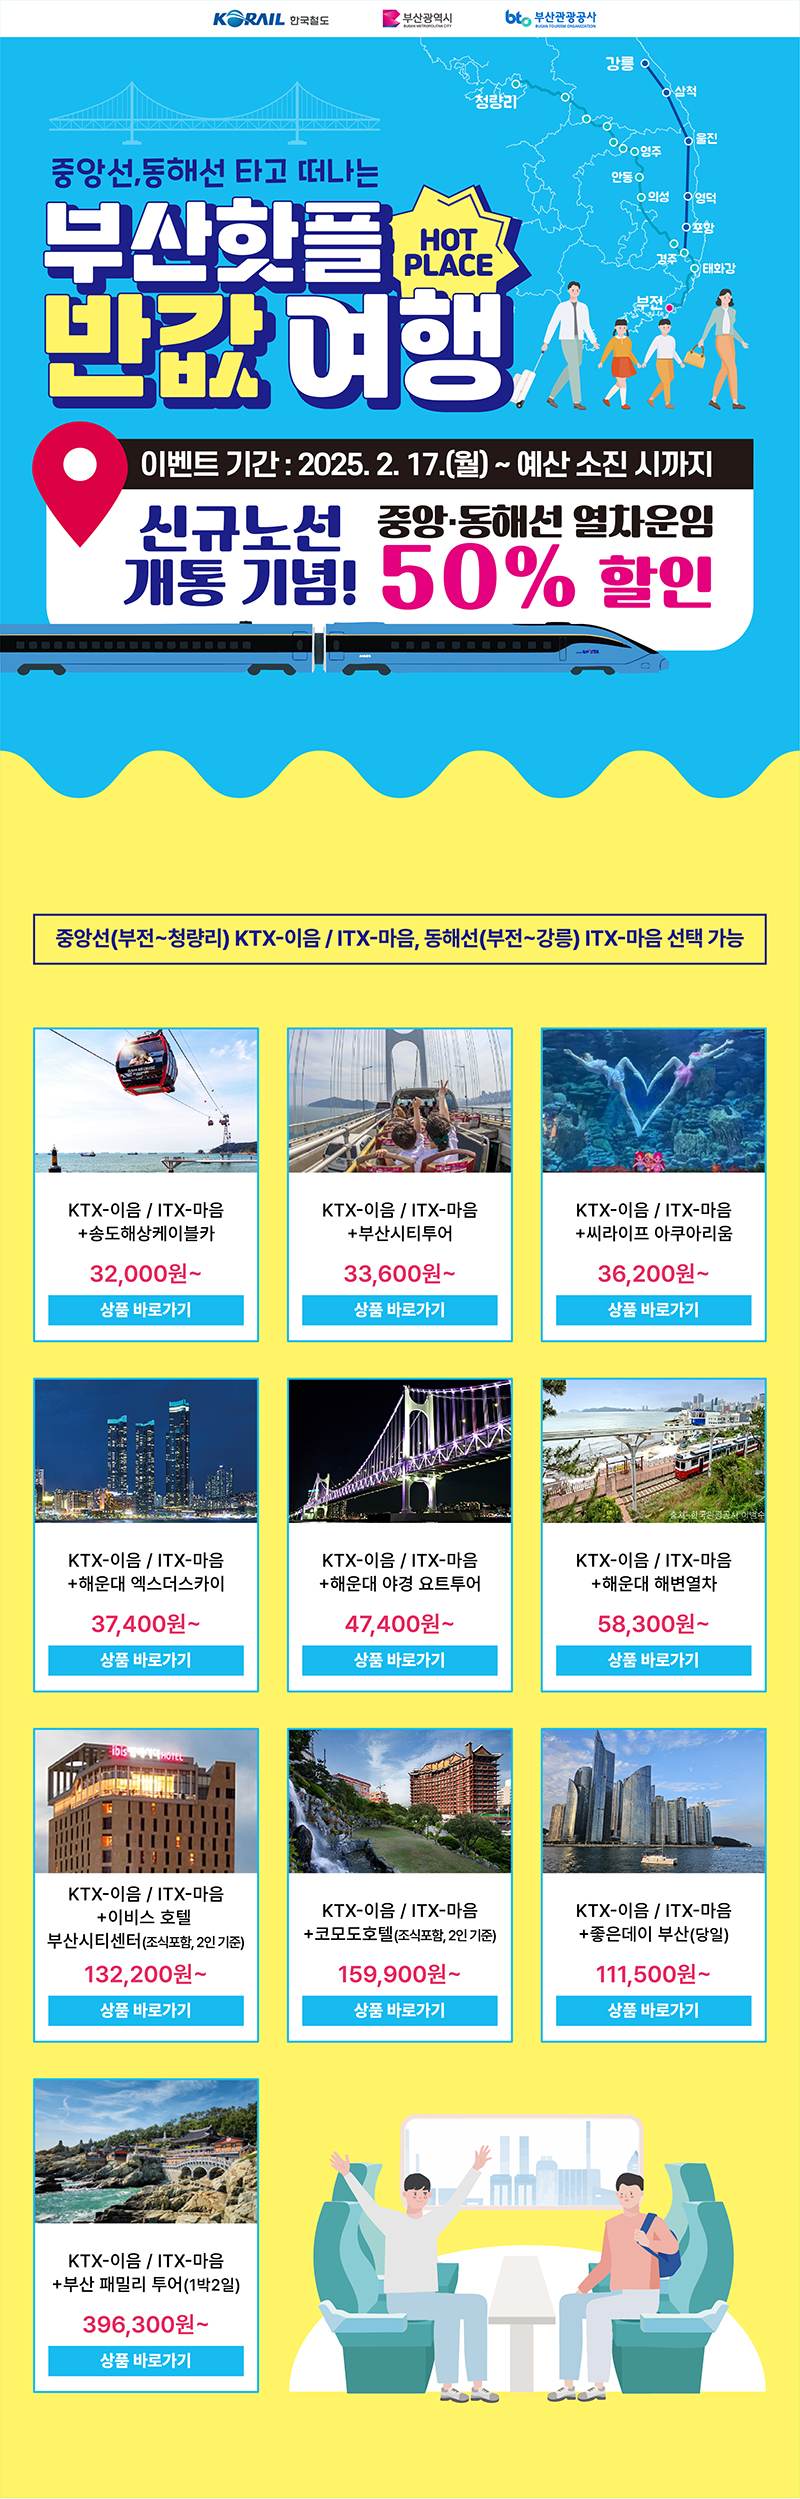 KORAIL 한국철도
부산광역시
BUSAN METROPOLITAN CITY
bto 부산관광공사
BUSAN TOURISM ORGANIZATION
강릉
삼척
청량리
울진
영주
안동
의성
영덕
포항
경주
태화강
부전
중앙선,동해선 타고 떠나는
부산핫플
HOT
PLACE
반값 여행
이벤트 기간 : 2025. 2. 17.(월) ~ 예산 소진 시까지
신규노선
개통 기념!
중앙·동해선 열차운임
50% 할인
중앙선(부전~청량리) KTX-이음 / ITX-마음, 동해선(부전~강릉) ITX-마음 선택 가능
KTX-이음 / ITX-마음
+송도해상케이블카
32,000원~
상품 바로가기
KTX-이음 / ITX-마음
+부산시티투어
33,600원~
상품 바로가기
KTX-이음 / ITX-마음
+씨라이프 아쿠아리움
36,200원~
상품 바로가기
KTX-이음 / ITX-마음
+해운대 엑스더스카이
37,400원~
상품 바로가기
KTX-이음 / ITX-마음
+해운대 야경 요트투어
47,400원~
상품 바로가기
KTX-이음 / ITX-마음
+해운대 해변열차
58,300원~
상품 바로가기
ibis
HOTEL
KTX-이음 / ITX-마음
+이비스 호텔
부산시티센터(조식포함, 2인 기준)
132,200원~
상품 바로가기
KTX-이음 / ITX-마음
+코모도호텔(조식포함, 2인 기준)
159,900원~
상품 바로가기
KTX-이음 / ITX-마음
+좋은데이 부산(당일)
111,500원~
상품 바로가기
KTX-이음 / ITX-마음
+부산 패밀리 투어(1박2일)
396,300원~
상품 바로가기